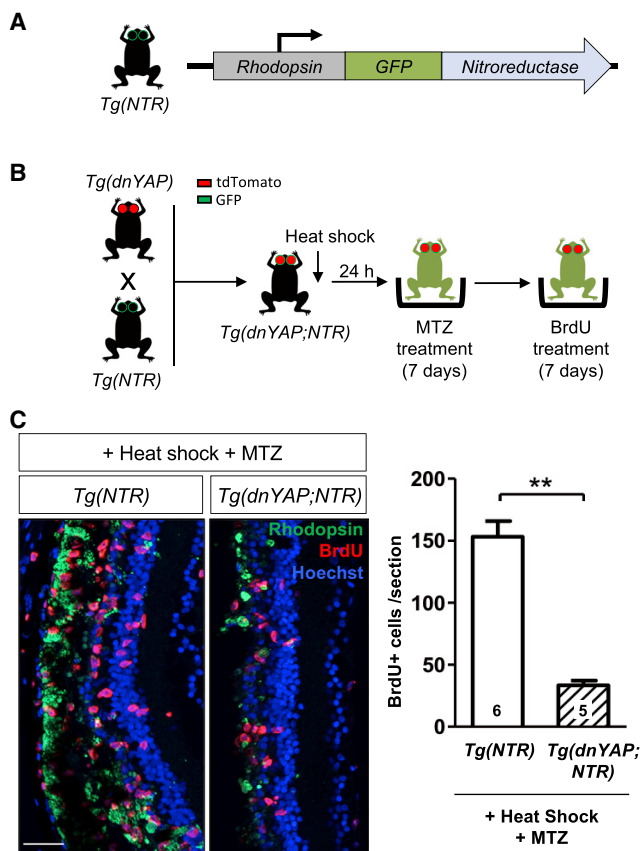 A
Tg(NTR)
Rhodopsin
GFP
Nitroreductase
B
Tg(dnYAP)
tdTomato
GFP
X
Tg(NTR)
Heat shock
24 h
Tg(dnYAP;NTR)
MTZ
treatment
(7 days)
BrdU
treatment
(7 days)
C
+ Heat shock + MTZ
Tg(NTR)
Tg(dnYAP;NTR)
Rhodopsin
BrdU
Hoechst
BrdU+ cells /section
200
150
100
50
0
**
6
5
Tg(NTR)
Tg(dnYAP;
NTR)
+ Heat Shock
+ MTZ